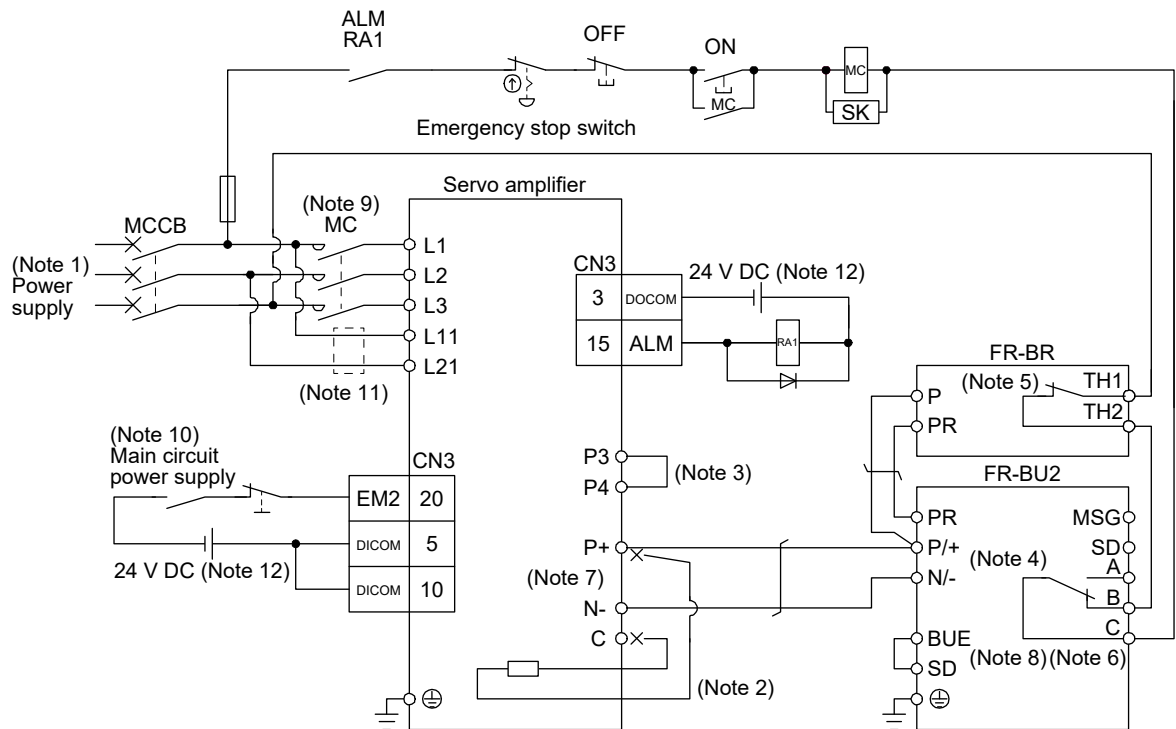 ALM
RA1
OFF
ON
MC
MC
SK
Emergency stop switch
Servo amplifier
MCCB
(Note 9)
MC
(Note 1)
Power
supply
L1
L2
L3
L11
L21
(Note 11)
CN3
24 V DC (Note 12)
3
DOCOM
15
ALM
RA1
FR-BR
(Note 5)
P
TH1
PR
TH2
(Note 10)
Main circuit
power supply
CN3
EM2
20
DICOM
5
DICOM
10
24 V DC (Note 12)
P3
P4
(Note 3)
P+
(Note 7)
N-
C
(Note 2)
FR-BU2
PR
MSG
P/+
SD
(Note 4)
A
N/-
B
C
BUE
(Note 8)
(Note 6)
SD